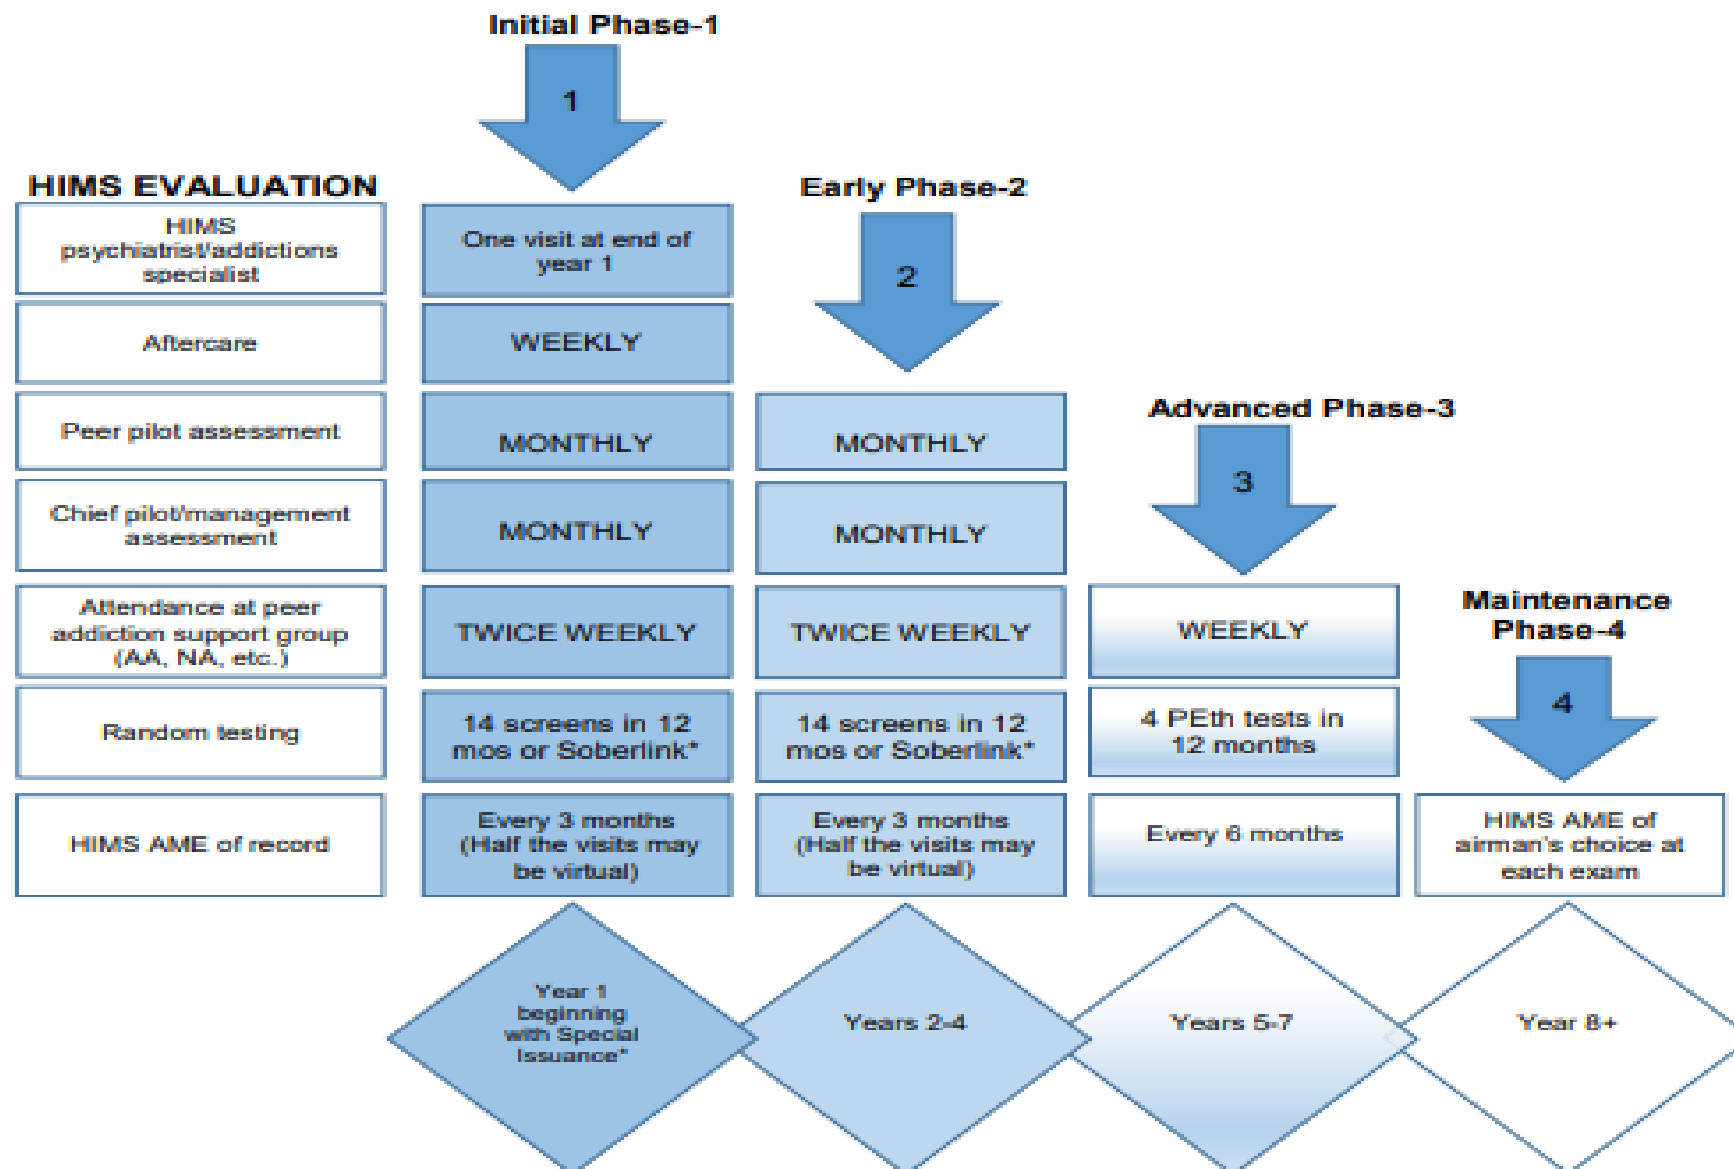 Initial Phase-1
1
HIMS EVALUATION
HIMS
psychiatrist/addictions
specialist
One visit at end of
year 1
Early Phase-2
2
Aftercare
WEEKLY
Peer pilot assessment
MONTHLY
MONTHLY
Advanced Phase-3
3
Chief pilot/management
assessment
MONTHLY
MONTHLY
Attendance at peer
addiction support group
(AA, NA, etc.)
TWICE WEEKLY
TWICE WEEKLY
WEEKLY
Maintenance
Phase-4
4
Random testing
14 screens in 12
mos or Soberlink*
14 screens in 12
mos or Soberlink*
4 PEth tests in
12 months
HIMS AME of record
Every 3 months
(Half the visits may
be virtual)
Every 3 months
(Half the visits may
be virtual)
Every 6 months
HIMS AME of
airman's choice at
each exam
Year 1
beginning
with Special
Issuance*
Years 2-4
Years 5-7
Year 8+